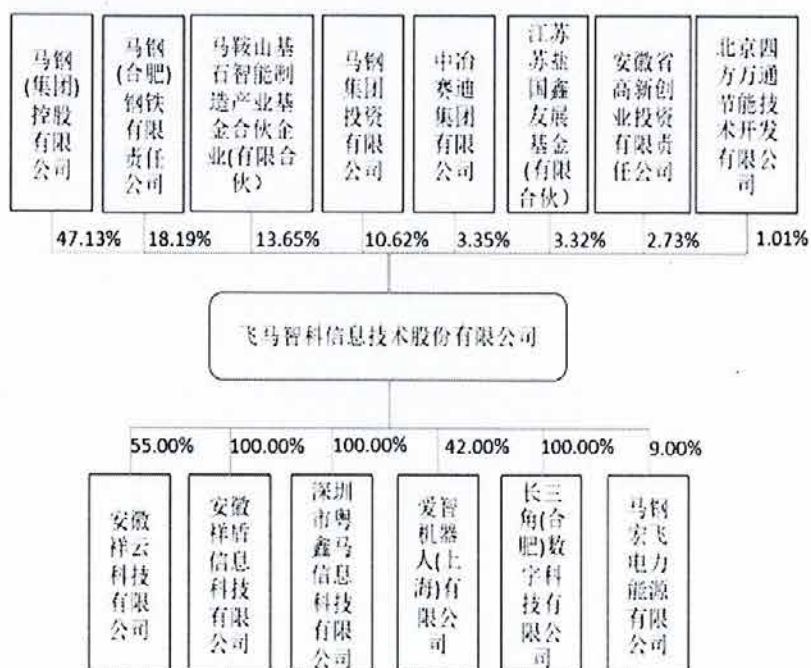 马钢
(集团)
控股
有限
公司
马钢
(合肥)
钢铁
有限
责任
公司
马鞍山基
石智能制
造产业基
金合伙企
业(有限合
伙)
马钢
集团
投资
有限
公司
中冶
赛迪
集团
有限
公司
江苏
苏盐
国鑫
发展
基金
(有限
合伙)
安徽省
高新创
业投资
有限责
任公司
北京四
方万通
节能技
术开发
有限公
司
47.13%
18.19%
13.65%
10.62%
3.35%
3.32%
2.73%
1.01%
飞马智科信息技术股份有限公司
55.00%
100.00%
100.00%
42.00%
100.00%
9.00%
安徽
祥云
科技
有限
公司
安徽
祥盾
信息
科技
有限
公司
深圳
市粤
鑫马
信息
科技
有限
公司
爱智
机器
人(上
海)有
限公
司
长三
角(合
肥)数
字科
技有
限公
司
马钢
宏飞
电力
能源
有限
公司